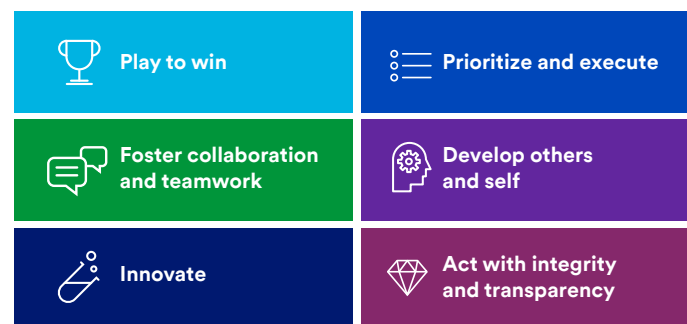 Play to win
Prioritize and execute
Foster collaboration
and teamwork
Develop others
and self
Innovate
Act with integrity
and transparency